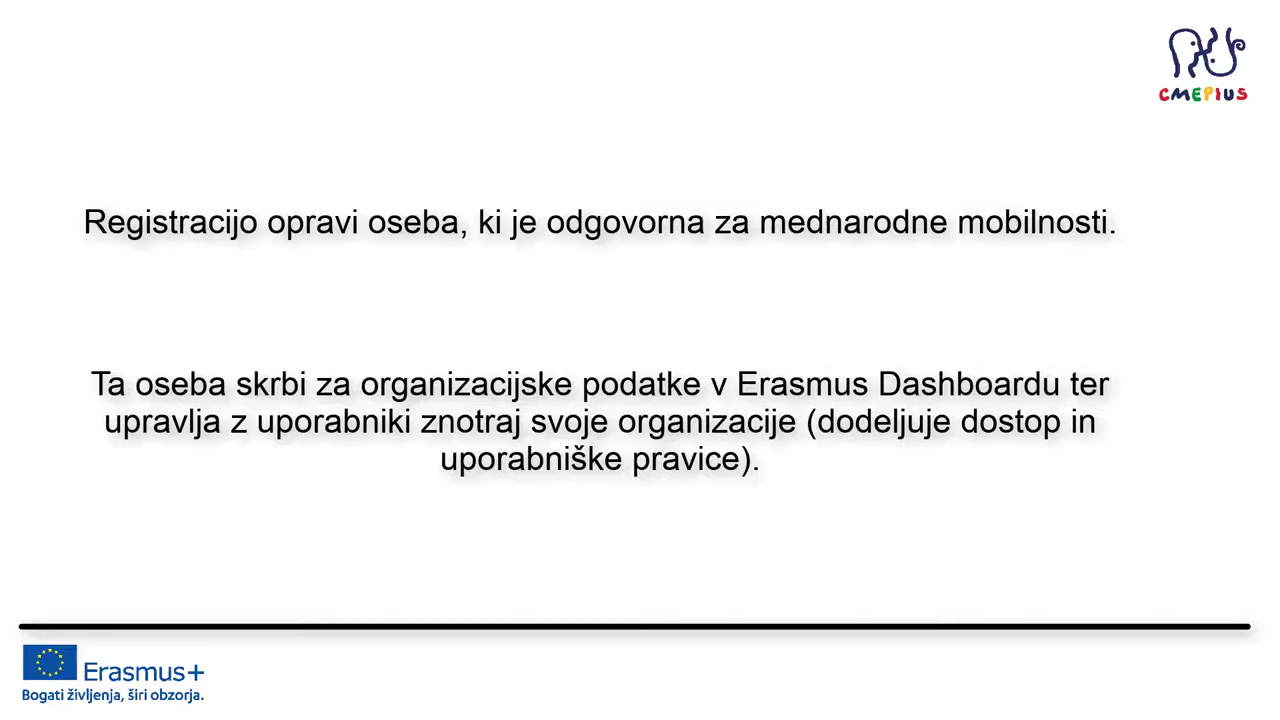 CMEPIUS
Registracijo opravi oseba, ki je odgovorna za mednarodne mobilnosti.
Ta oseba skrbi za organizacijske podatke v Erasmus Dashboardu ter
upravlja z uporabniki znotraj svoje organizacije (dodeljuje dostop in
uporabniške pravice).
Erasmus+
Bogati življenja, širi obzorja.